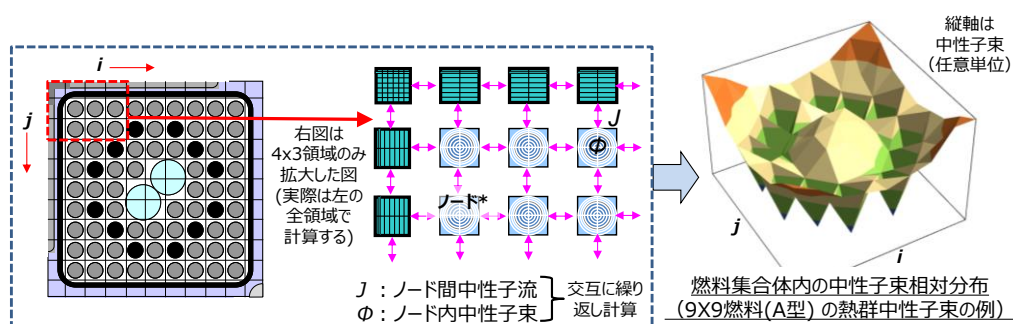 i
j
右図は
4x3領域のみ
拡大した図
(実際は左の
全領域で
計算する)
J
Φ
ノード*
J ：ノード間中性子流
Φ：ノード内中性子束
交互に繰り
返し計算
縦軸は
中性子束
(任意単位)
j
i
燃料集合体内の中性子束相対分布
(9X9燃料(A型) の熱群中性子束の例)